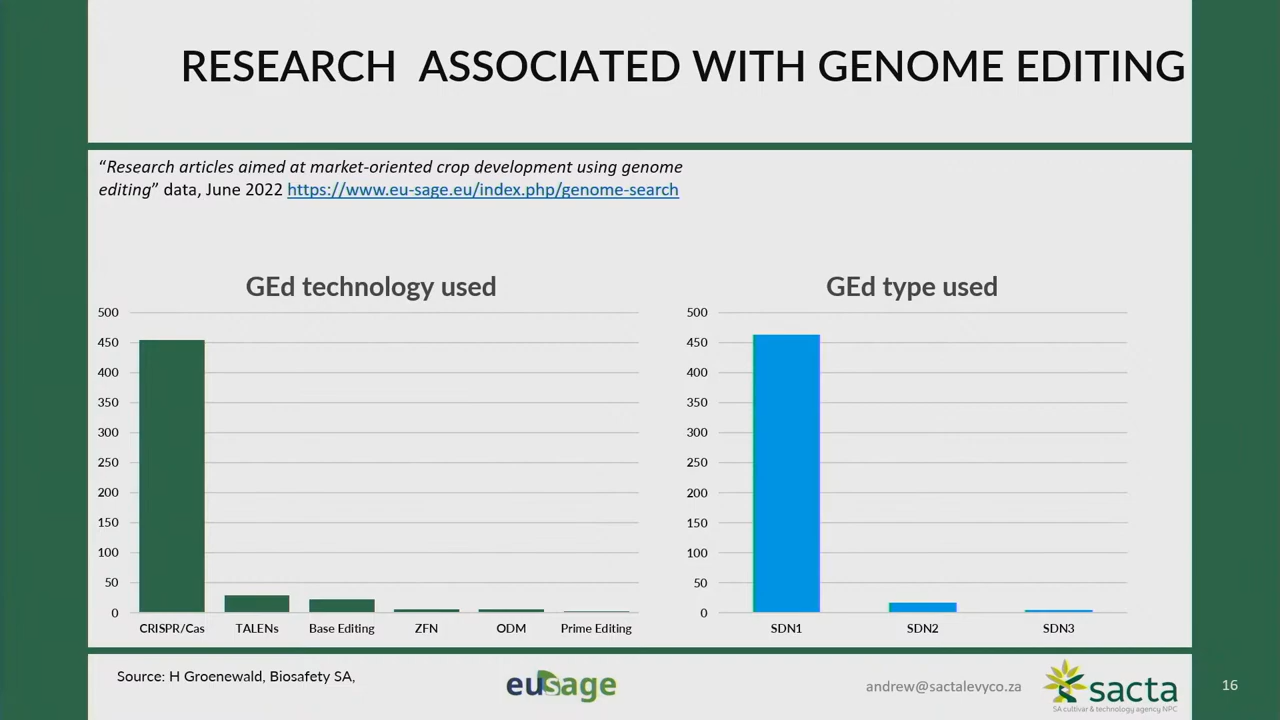 RESEARCH ASSOCIATED WITH GENOME EDITING
“Research articles aimed at market-oriented crop development using genome
editing” data, June 2022 https://www.eu-sage.eu/index.php/genome-search
GEd technology used
500
450
400
350
300
250
200
150
100
50
0
CRISPR/Cas TALENs Base Editing ZFN ODM Prime Editing
GEd type used
500
450
400
350
300
250
200
150
100
50
0
SDN1 SDN2 SDN3
Source: H Groenewald, Biosafety SA,
eusage
andrew@sactalevyco.za
sacta
SA cultivar & technology agency NPC
16